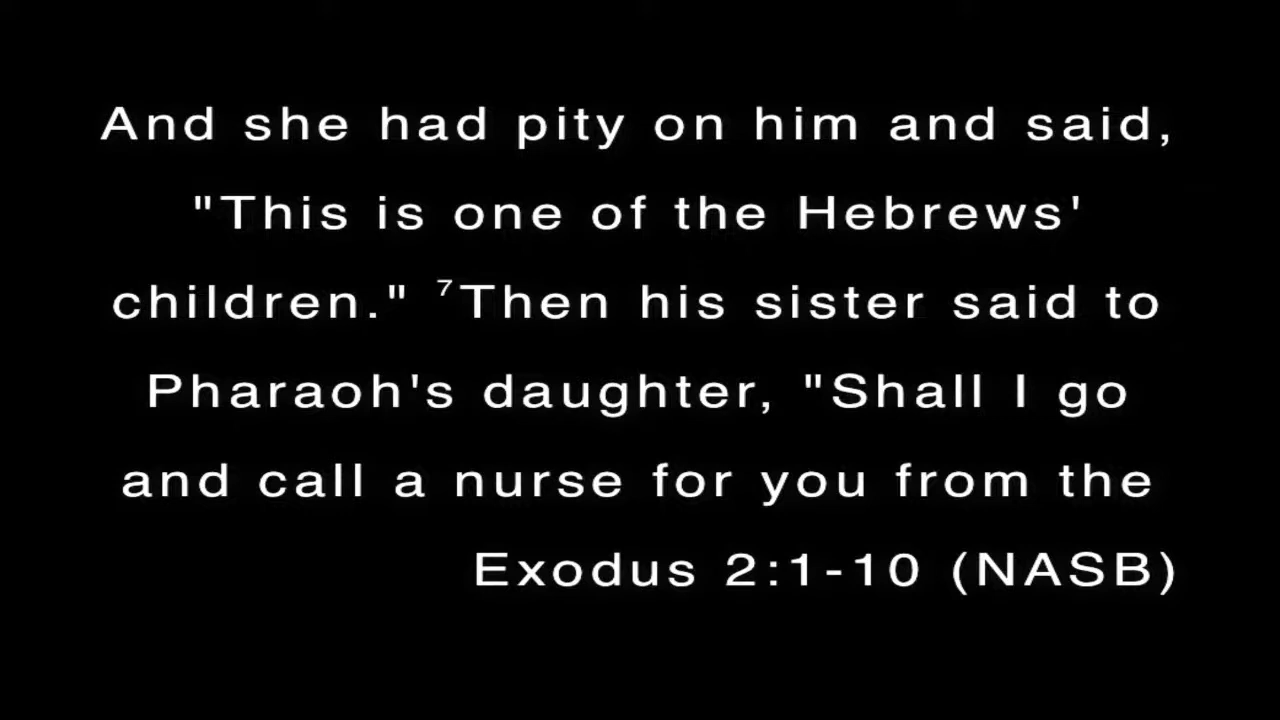 And she had pity on him and said,
"This is one of the Hebrews'
children." ⁷Then his sister said to
Pharaoh's daughter, "Shall I go
and call a nurse for you from the
Exodus 2:1-10 (NASB)